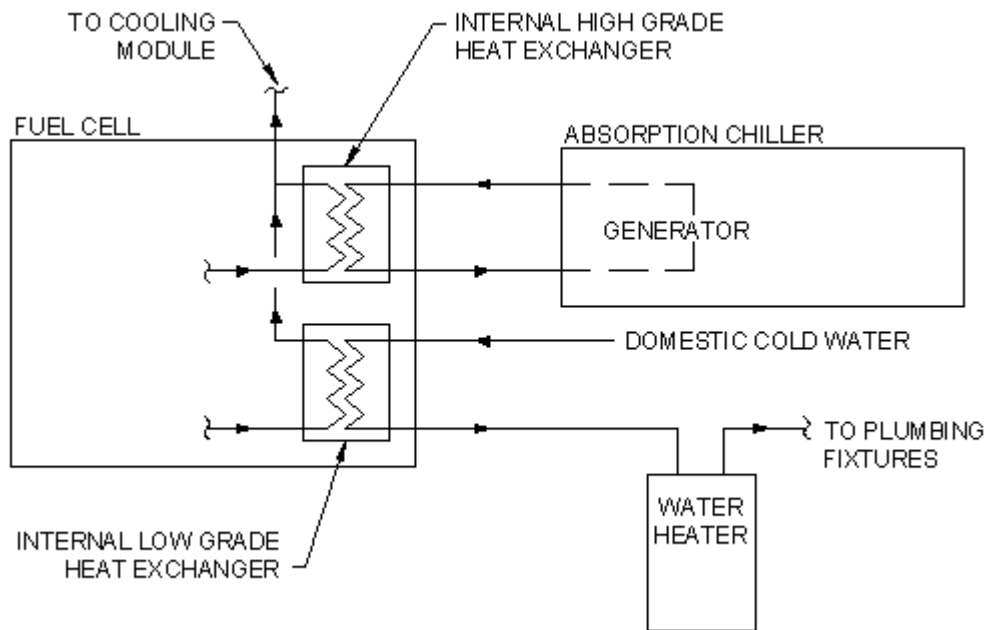 TO COOLING
MODULE
INTERNAL HIGH GRADE
HEAT EXCHANGER
FUEL CELL
ABSORPTION CHILLER
GENERATOR
DOMESTIC COLD WATER
TO PLUMBING
FIXTURES
WATER
HEATER
INTERNAL LOW GRADE
HEAT EXCHANGER